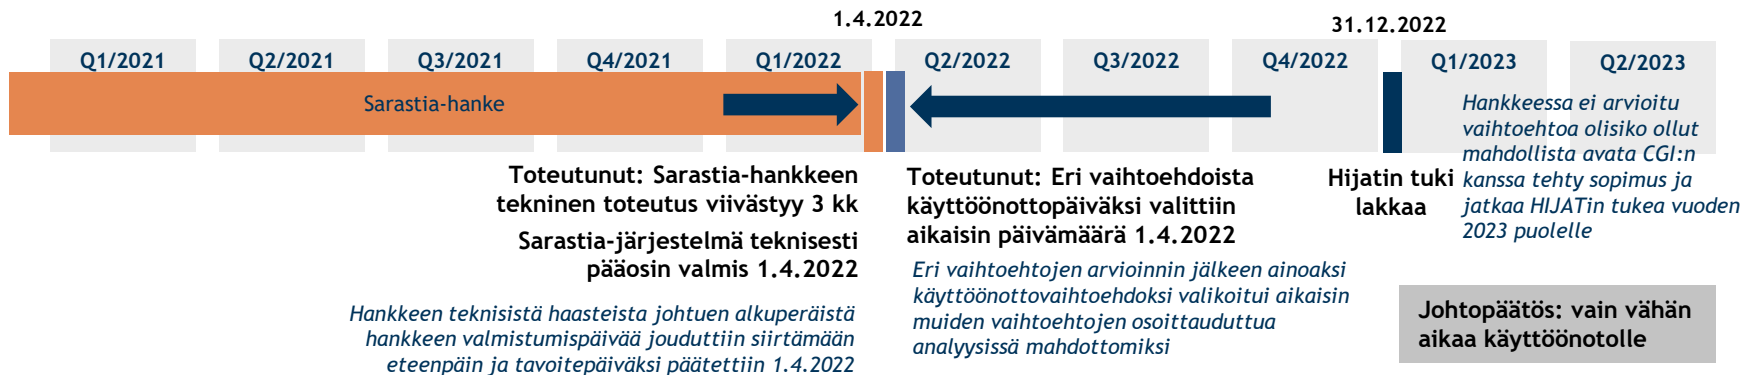 1.4.2022
31.12.2022
Q1/2021
Q2/2021
Q3/2021
Q4/2021
Q1/2022
Q2/2022
Q3/2022
Q4/2022
Q1/2023
Q2/2023
Sarastia-hanke
Toteutunut: Sarastia-hankkeen
tekninen toteutus viivästyy 3 kk
Sarastia-järjestelmä teknisesti
pääosin valmis 1.4.2022
Hankkeen teknisistä haasteista johtuen alkuperäistä
hankkeen valmistumispäivää jouduttiin siirtämään
eteenpäin ja tavoitepäiväksi päätettiin 1.4.2022
Toteutunut: Eri vaihtoehdoista
käyttöönottopäiväksi valittiin
aikaisin päivämäärä 1.4.2022
Eri vaihtoehtojen arvioinnin jälkeen ainoaksi
käyttöönottovaihtoehdoksi valikoitui aikaisin
muiden vaihtoehtojen osoittauduttua
analyysissä mahdottomiksi
Hijatin tuki
lakkaa
Hankkeessa ei arvioitu
vaihtoehtoa olisiko ollut
mahdollista avata CGI:n
kanssa tehty sopimus ja
jatkaa HIJATin tukea vuoden
2023 puolelle
Johtopäätös: vain vähän
aikaa käyttöönotolle